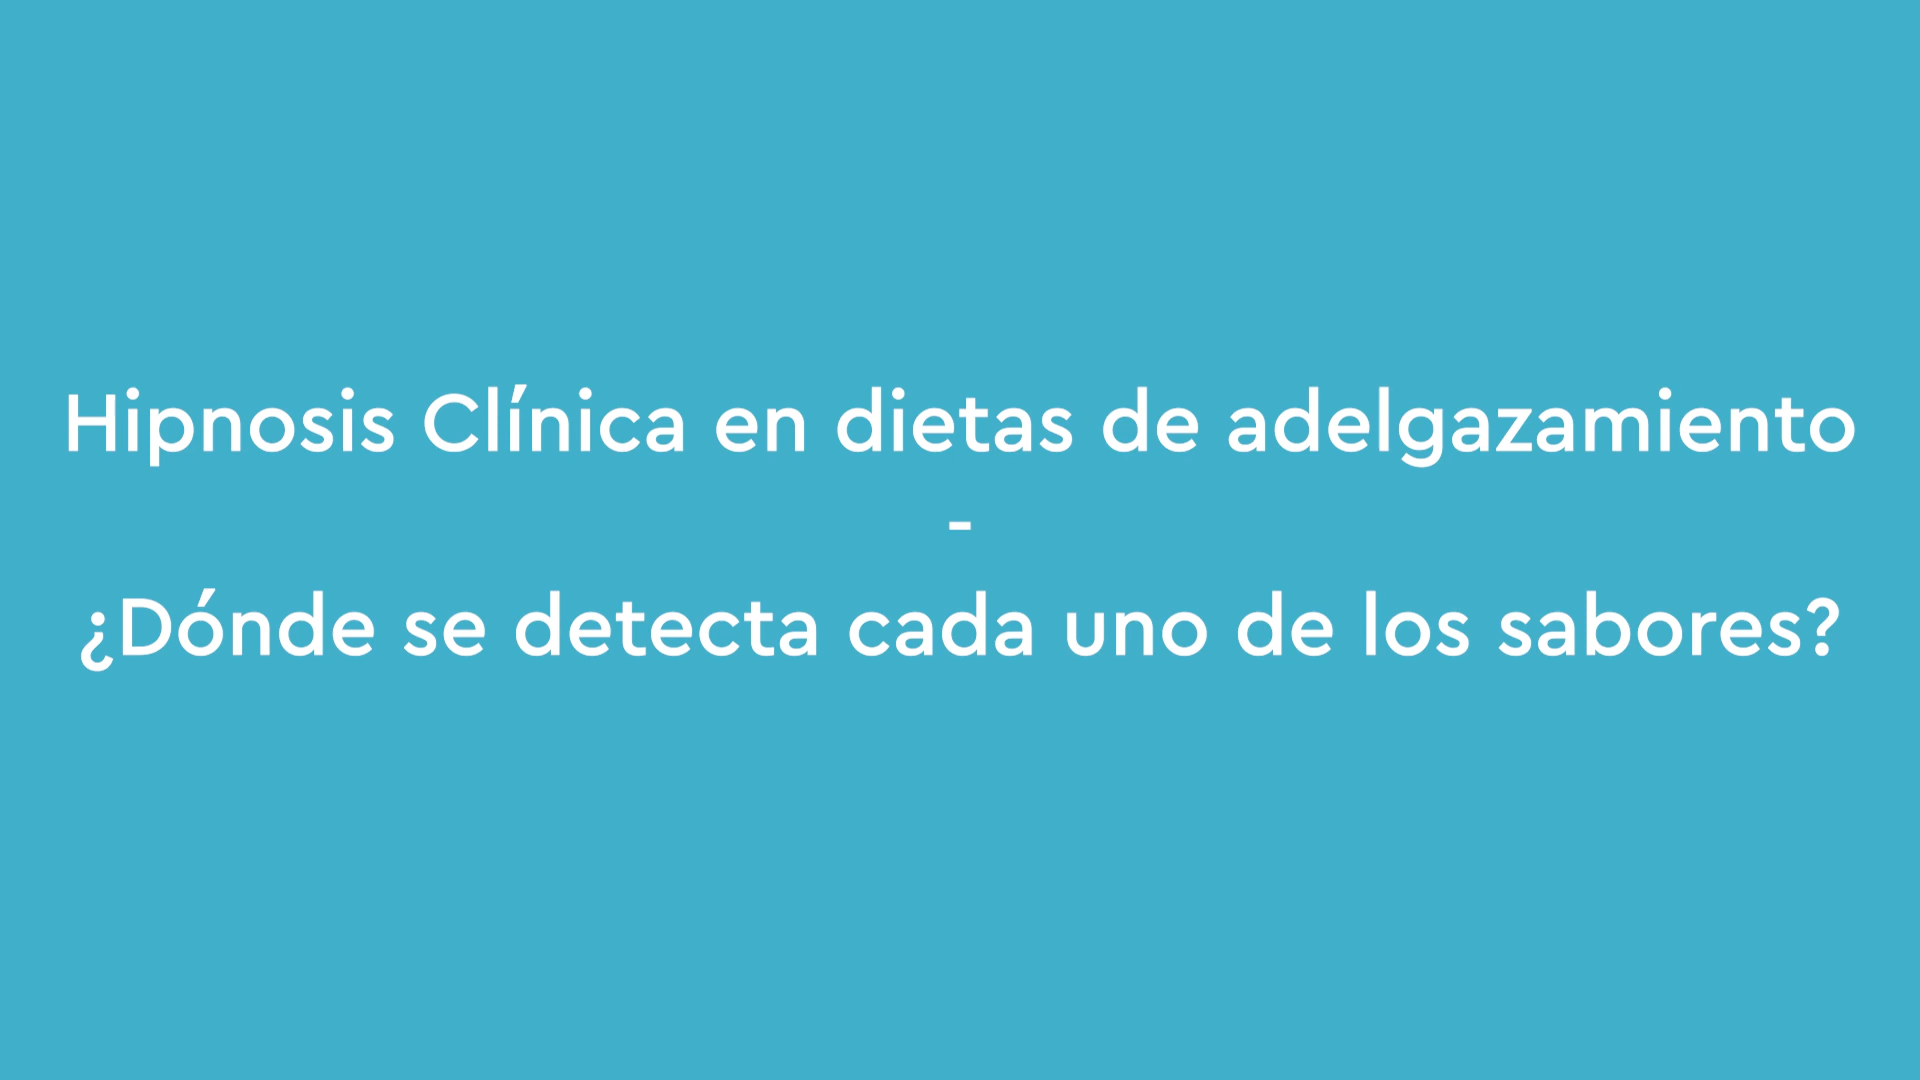 Hipnosis Clínica en dietas de adelgazamiento
-
¿Dónde se detecta cada uno de los sabores?